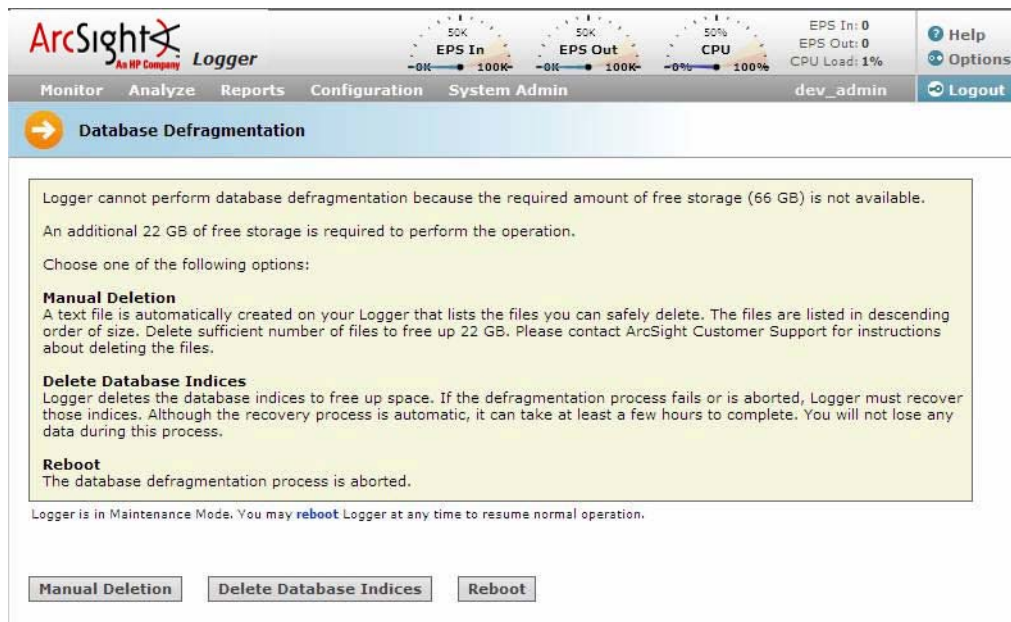 ArcSight
An HP Company
Logger
50K
EPS In
0K 100K
50K
EPS Out
0K 100K
50%
CPU
0% 100%
EPS In: 0
EPS Out: 0
CPU Load: 1%
Help
Options
Monitor Analyze Reports Configuration System Admin dev_admin Logout
Database Defragmentation
Logger cannot perform database defragmentation because the required amount of free storage (66 GB) is not available.
An additional 22 GB of free storage is required to perform the operation.
Choose one of the following options:
Manual Deletion
A text file is automatically created on your Logger that lists the files you can safely delete. The files are listed in descending
order of size. Delete sufficient number of files to free up 22 GB. Please contact ArcSight Customer Support for instructions
about deleting the files.
Delete Database Indices
Logger deletes the database indices to free up space. If the defragmentation process fails or is aborted, Logger must recover
those indices. Although the recovery process is automatic, it can take at least a few hours to complete. You will not lose any
data during this process.
Reboot
The database defragmentation process is aborted.
Logger is in Maintenance Mode. You may reboot Logger at any time to resume normal operation.
Manual Deletion Delete Database Indices Reboot